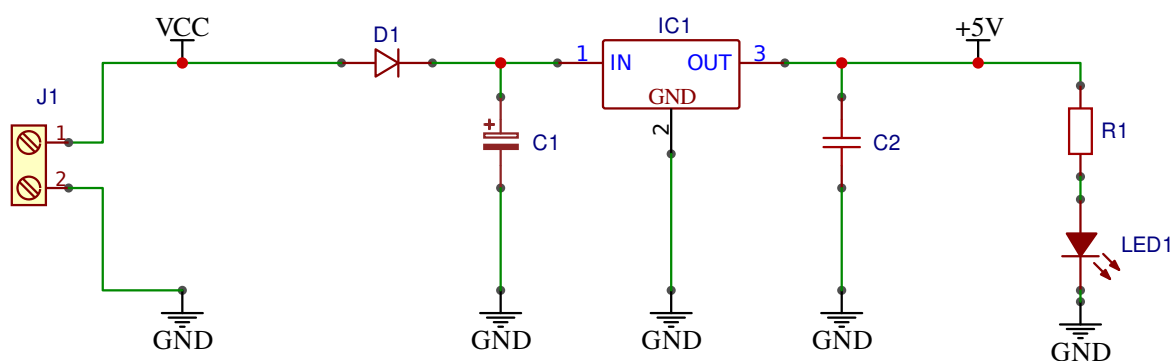 VCC
D1
IC1
+5V
1
IN
OUT
3
GND
J1
1
2
+
C1
2
C2
R1
LED1
GND
GND
GND
GND
GND